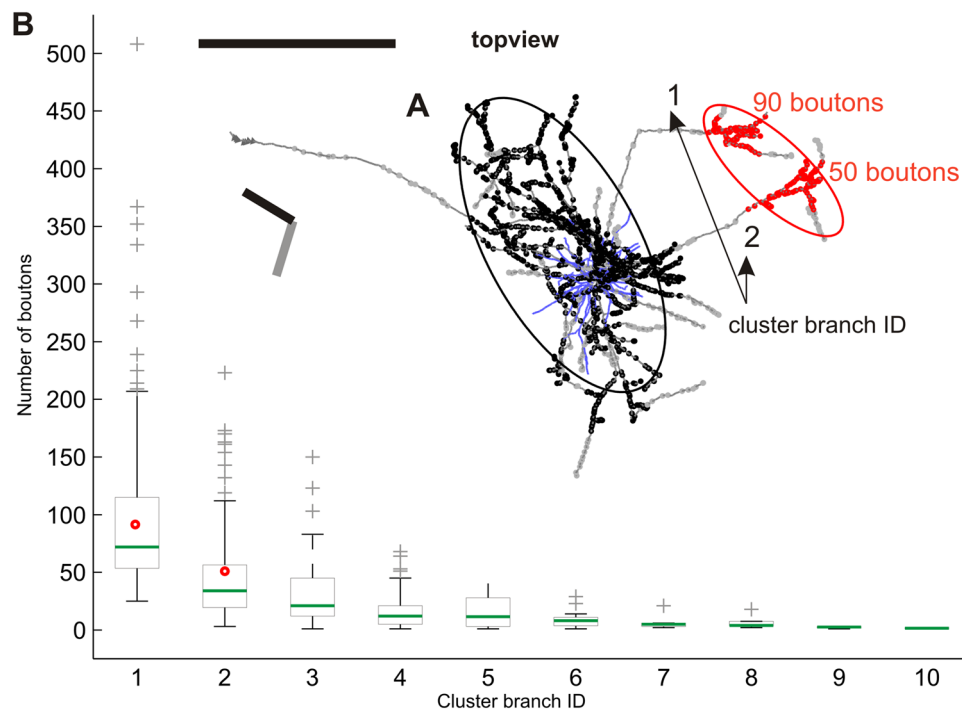 B
topview
A
1
90 boutons
50 boutons
2
cluster branch ID
Number of boutons
500
450
400
350
300
250
200
150
100
50
0
1 2 3 4 5 6 7 8 9 10
Cluster branch ID